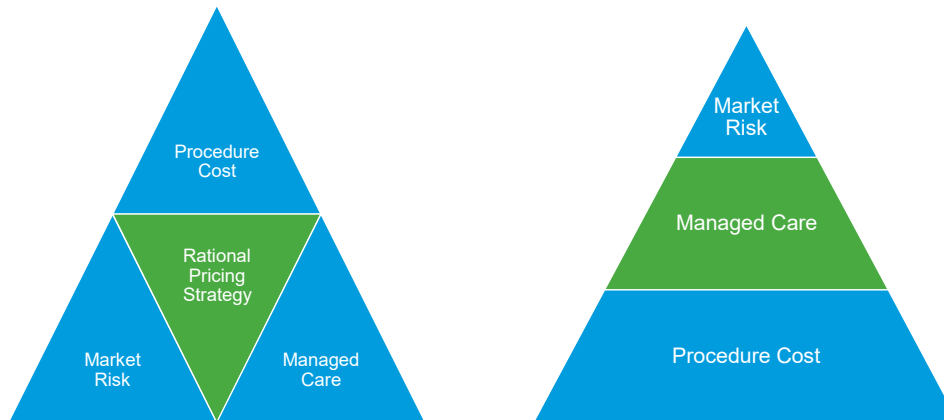 Procedure
Cost
Rational
Pricing
Strategy
Market
Risk
Managed
Care
Market
Risk
Managed Care
Procedure Cost